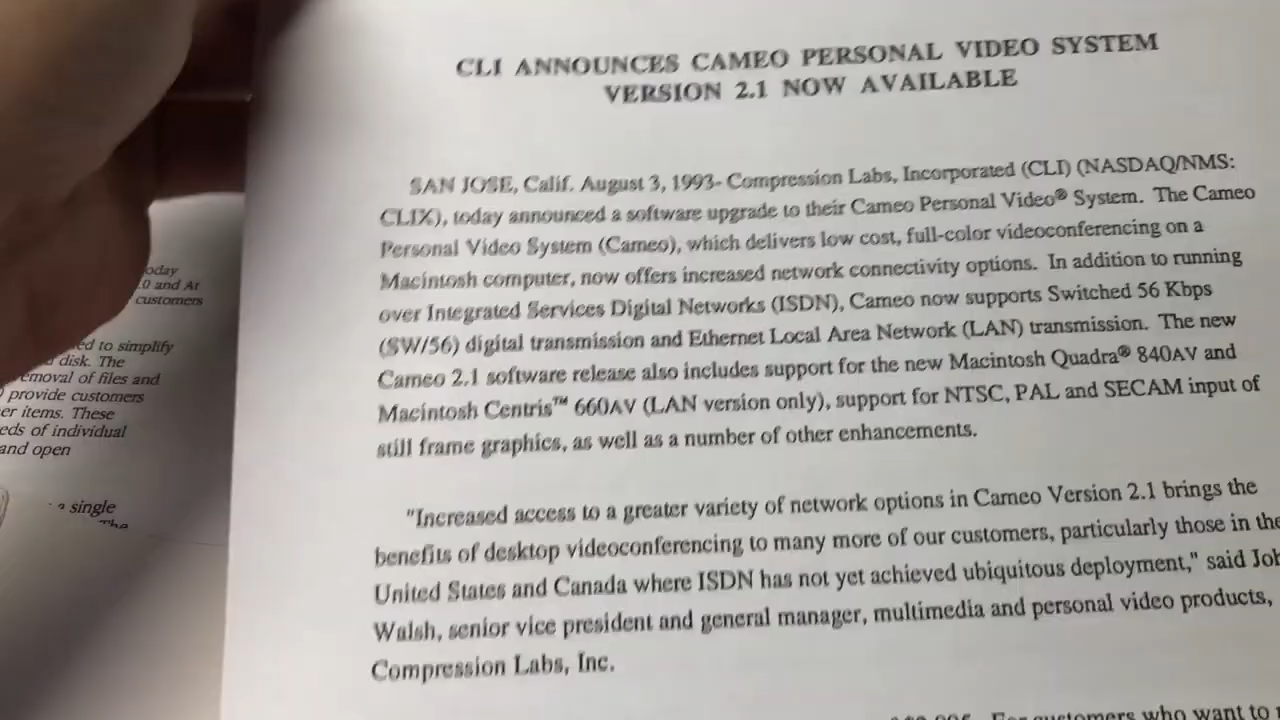 CLI ANNOUNCES CAMEO PERSONAL VIDEO SYSTEM
VERSION 2.1 NOW AVAILABLE
SAN JOSE, Calif. August 3, 1993- Compression Labs, Incorporated (CLI) (NASDAQ/NMS:
CLIX), today announced a software upgrade to their Cameo Personal Video® System. The Cameo
Personal Video System (Cameo), which delivers low cost, full-color videoconferencing on a
Macintosh computer, now offers increased network connectivity options. In addition to running
over Integrated Services Digital Networks (ISDN), Cameo now supports Switched 56 Kbps
(SW/56) digital transmission and Ethernet Local Area Network (LAN) transmission. The new
Cameo 2.1 software release also includes support for the new Macintosh Quadra® 840AV and
Macintosh Centris™ 660AV (LAN version only), support for NTSC, PAL and SECAM input of
still frame graphics, as well as a number of other enhancements.
"Increased access to a greater variety of network options in Cameo Version 2.1 brings the
benefits of desktop videoconferencing to many more of our customers, particularly those in the
United States and Canada where ISDN has not yet achieved ubiquitous deployment," said
Walsh, senior vice president and general manager, multimedia and personal video products,
Compression Labs, Inc.
For customers who want to
.0 and At
customers
to simplify
disk. The
of files and
provide customers
items. These
of individual
and open
single